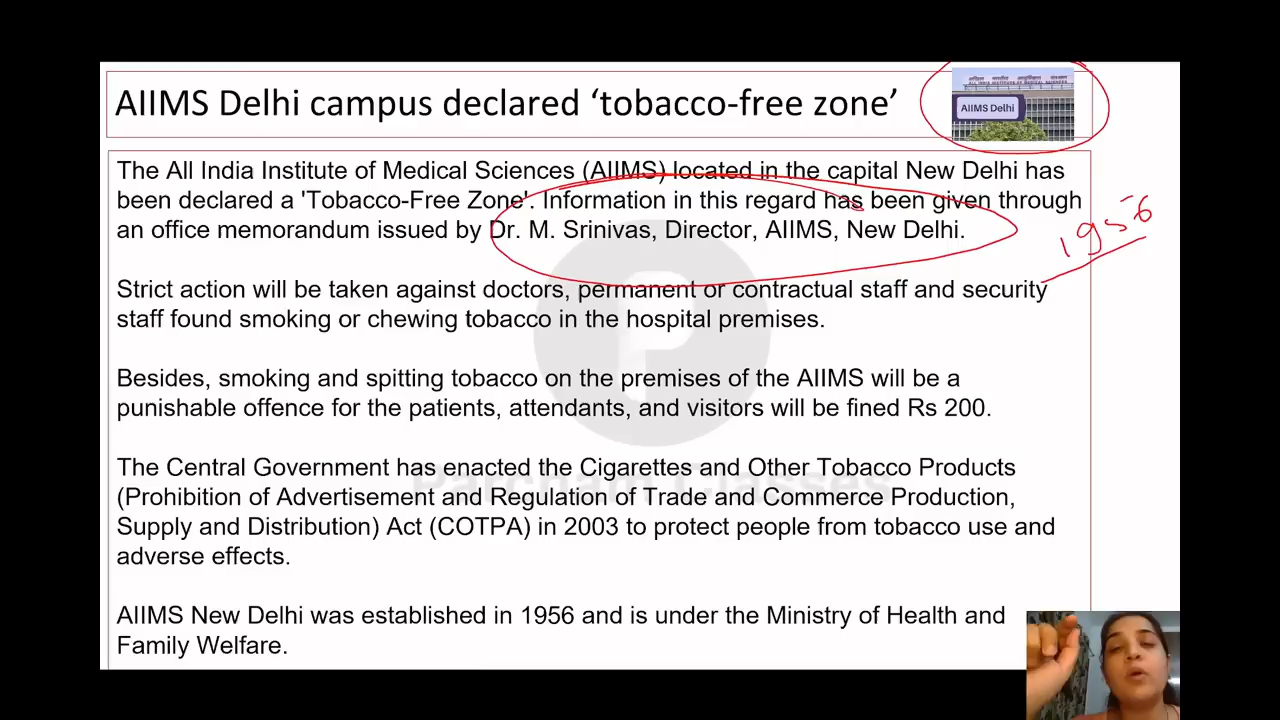 AIIMS Delhi campus declared ‘tobacco-free zone’
AIIMS Delhi
The All India Institute of Medical Sciences (AIIMS) located in the capital New Delhi has
been declared a 'Tobacco-Free Zone'. Information in this regard has been given through
an office memorandum issued by Dr. M. Srinivas, Director, AIIMS, New Delhi.
1956
Strict action will be taken against doctors, permanent or contractual staff and security
staff found smoking or chewing tobacco in the hospital premises.
Besides, smoking and spitting tobacco on the premises of the AIIMS will be a
punishable offence for the patients, attendants, and visitors will be fined Rs 200.
The Central Government has enacted the Cigarettes and Other Tobacco Products
(Prohibition of Advertisement and Regulation of Trade and Commerce Production,
Supply and Distribution) Act (COTPA) in 2003 to protect people from tobacco use and
adverse effects.
Parcham Classes
AIIMS New Delhi was established in 1956 and is under the Ministry of Health and
Family Welfare.